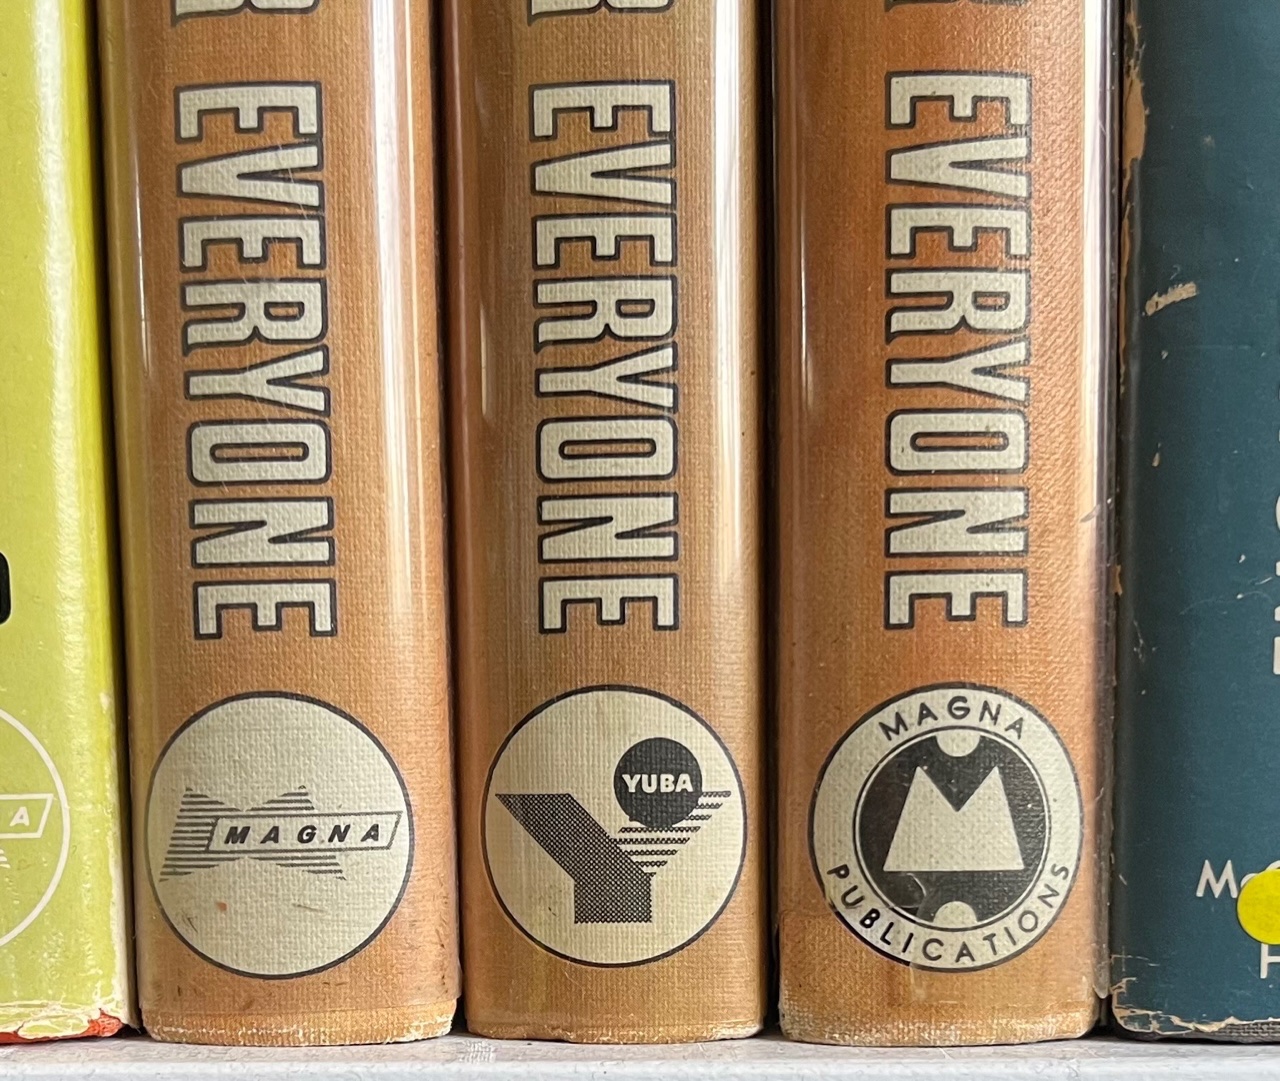 A
R EVERYONE
MAGNA
R EVERYONE
YUBA
R EVERYONE
MAGNA
PUBLICATIONS